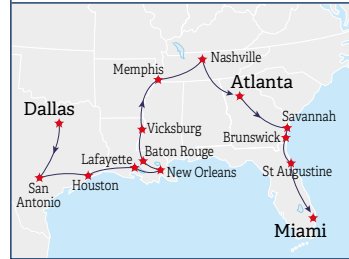 Nashville
Memphis
Atlanta
Dallas
Savannah
Vicksburg
Brunswick
Baton Rouge
Lafayette
New Orleans
St Augustine
San
Antonio
Houston
Miami